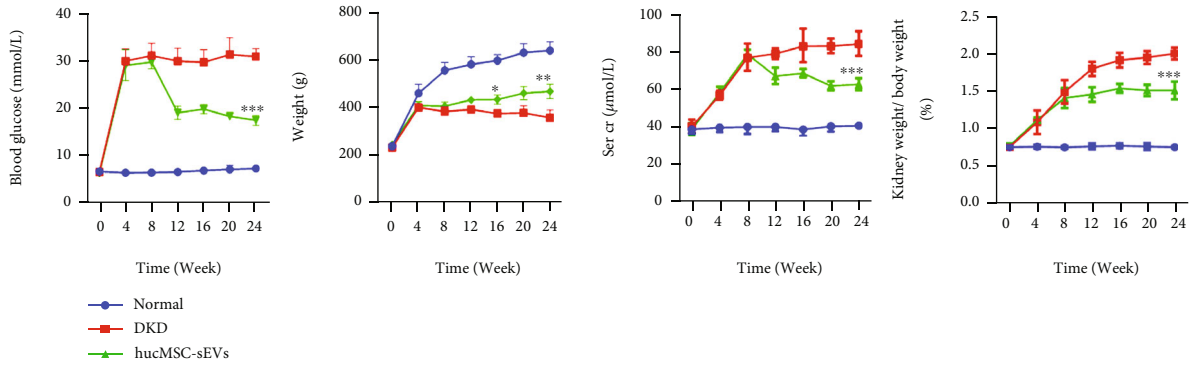 Blood glucose (mmol/L)
40
30
20
10
0
***
0 4 8 12 16 20 24
Time (Week)
Weight (g)
800
600
400
200
0
*
**
0 4 8 12 16 20 24
Time (Week)
Ser cr (μmol/L)
100
80
60
40
20
0
***
0 4 8 12 16 20 24
Time (Week)
Kidney weight/ body weight
(%)
2.5
2.0
1.5
1.0
0.5
0.0
***
0 4 8 12 16 20 24
Time (Week)
Normal
DKD
hucMSC-sEVs